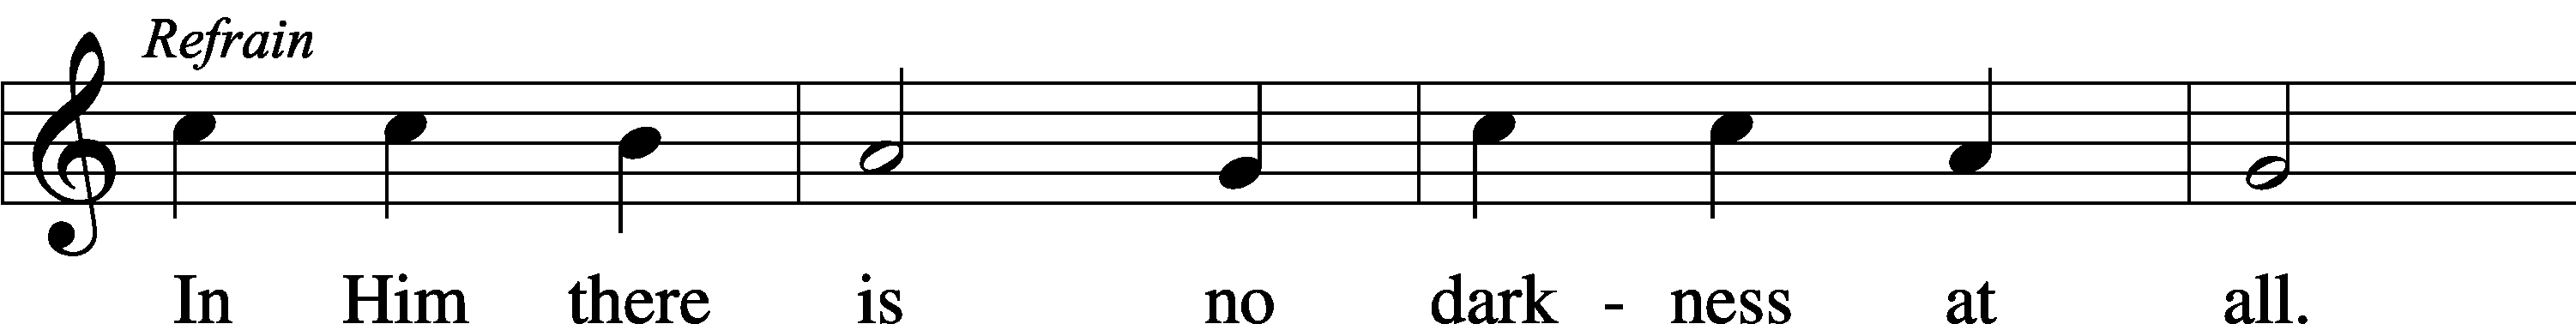 Refrain
In Him there is no dark - ness at all.